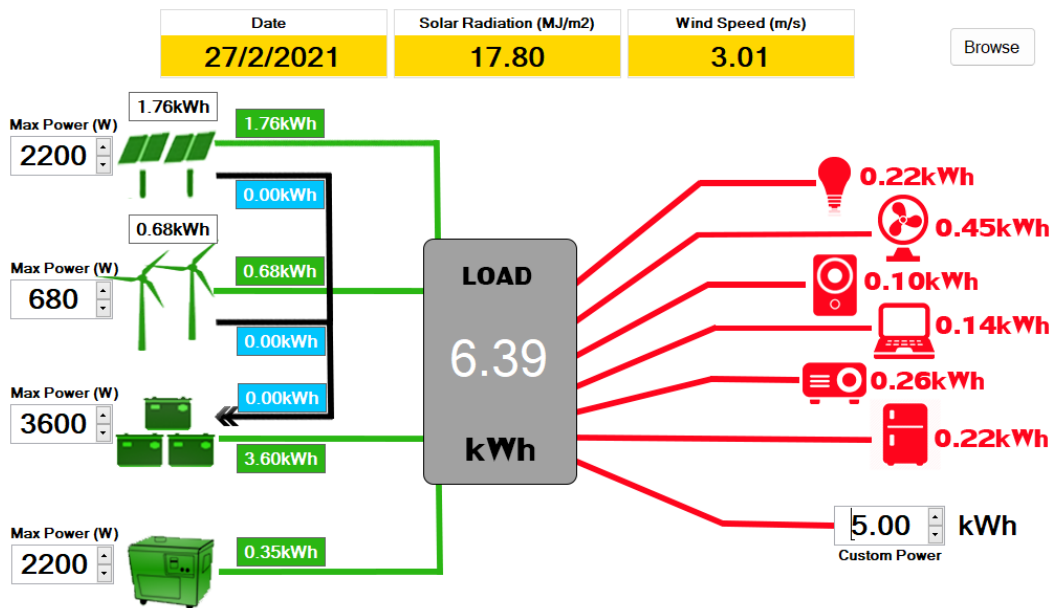 Date
27/2/2021
Solar Radiation (MJ/m2)
17.80
Wind Speed (m/s)
3.01
Browse
1.76kWh
1.76kWh
Max Power (W)
2200
0.00kWh
0.22kWh
0.68kWh
0.45kWh
Max Power (W)
680
0.68kWh
LOAD
0.10kWh
0.14kWh
0.00kWh
6.39
0.26kWh
Max Power (W)
3600
0.00kWh
0.22kWh
3.60kWh
kWh
5.00 kWh
Custom Power
Max Power (W)
2200
0.35kWh